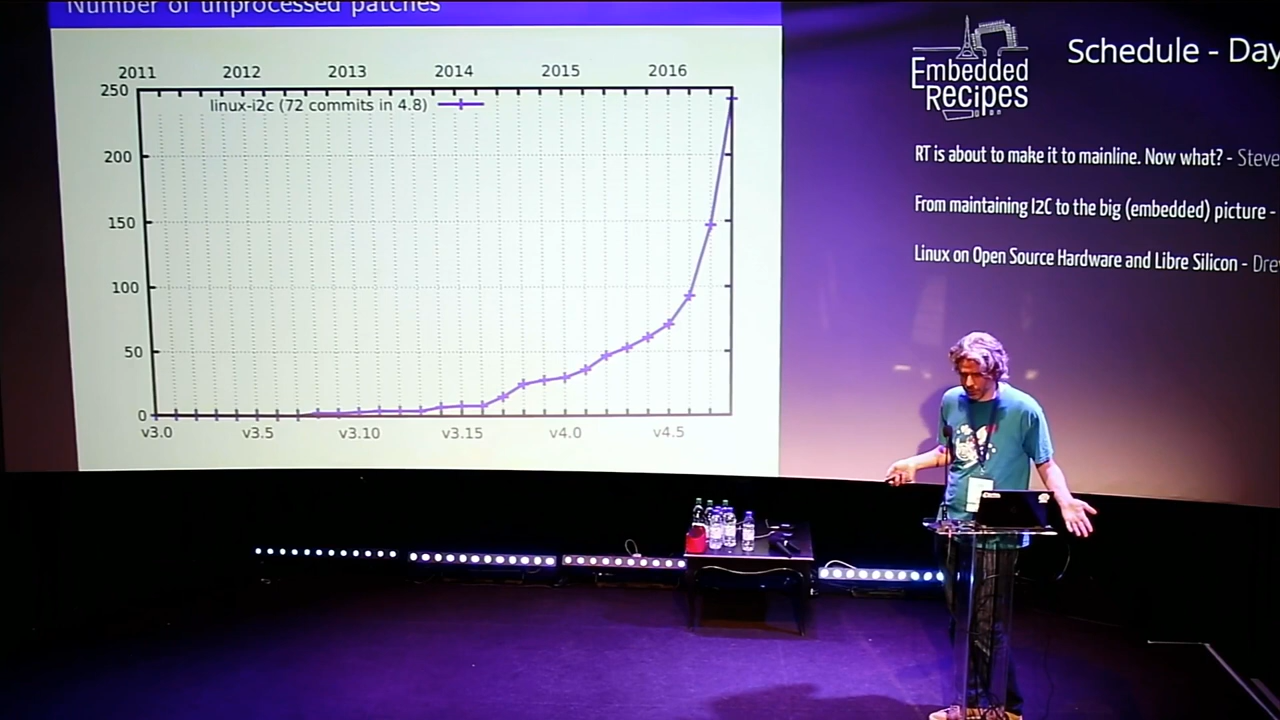 Number of unprocessed patches
2011 2012 2013 2014 2015 2016
250
linux-i2c (72 commits in 4.8)
200
150
100
50
0
v3.0 v3.5 v3.10 v3.15 v4.0 v4.5
Embedded
Recipes
Schedule - Day
RT is about to make it to mainline. Now what? - Steve
From maintaining I2C to the big (embedded) picture -
Linux on Open Source Hardware and Libre Silicon - Dre